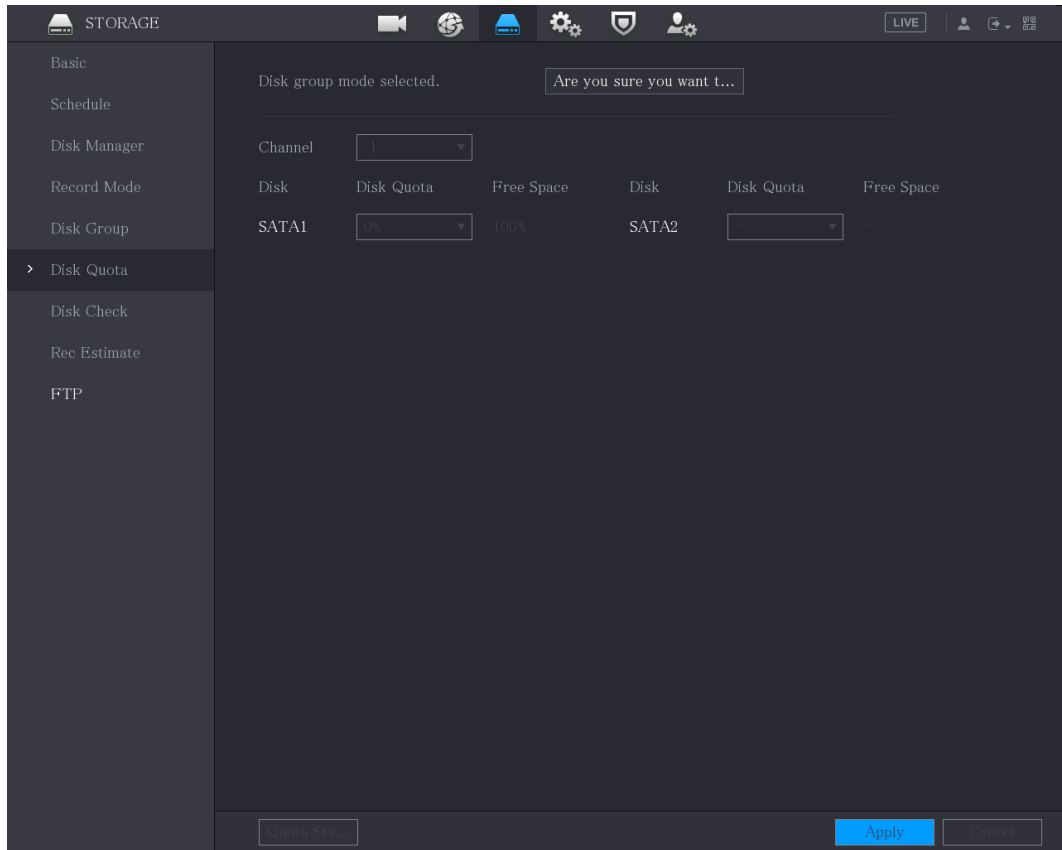 STORAGE
LIVE
Basic
Schedule
Disk Manager
Record Mode
Disk Group
Disk Quota
Disk Check
Rec Estimate
FTP
Disk group mode selected. Are you sure you want t...
Channel 1
Disk Disk Quota Free Space Disk Disk Quota Free Space
SATA1 0% 100% SATA2 - -
Quota Sta... Apply Cancel